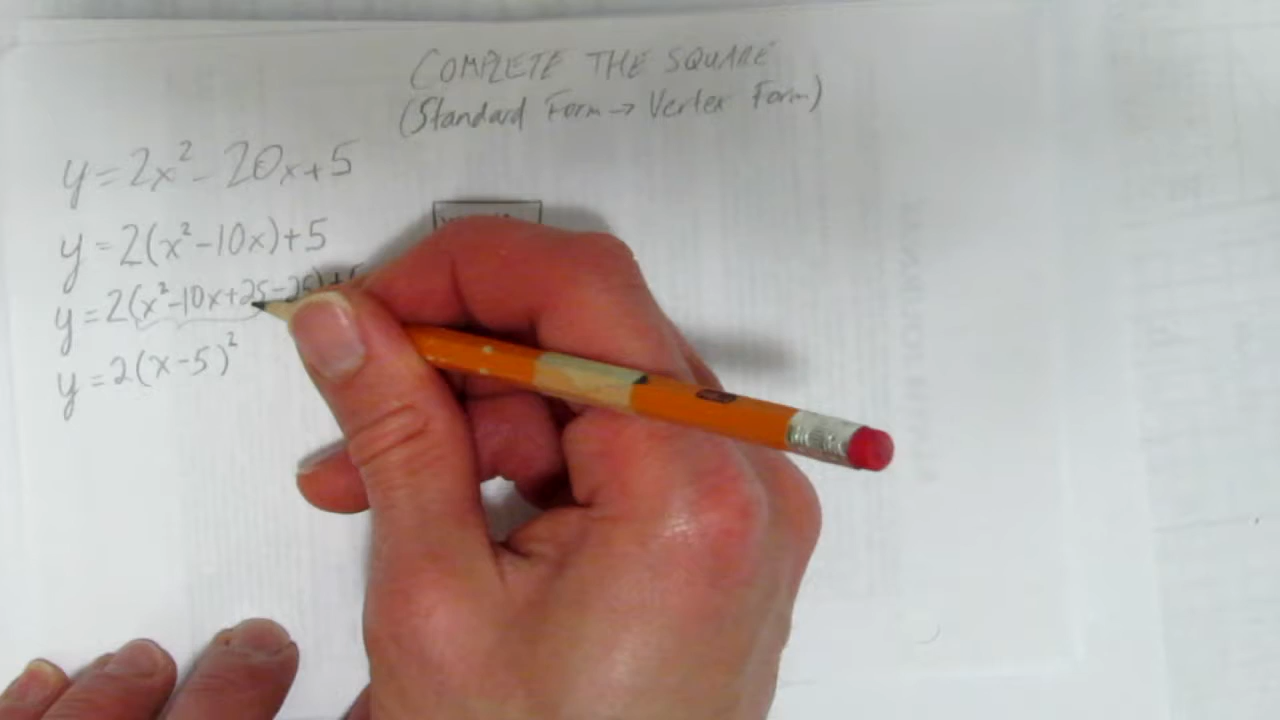 COMPLETE THE SQUARE
(Standard Form → Vertex Form)
y = 2x² - 20x + 5
y = 2(x² - 10x) + 5
y = 2(x² - 10x + 25 - 25) +
y = 2(x - 5)²